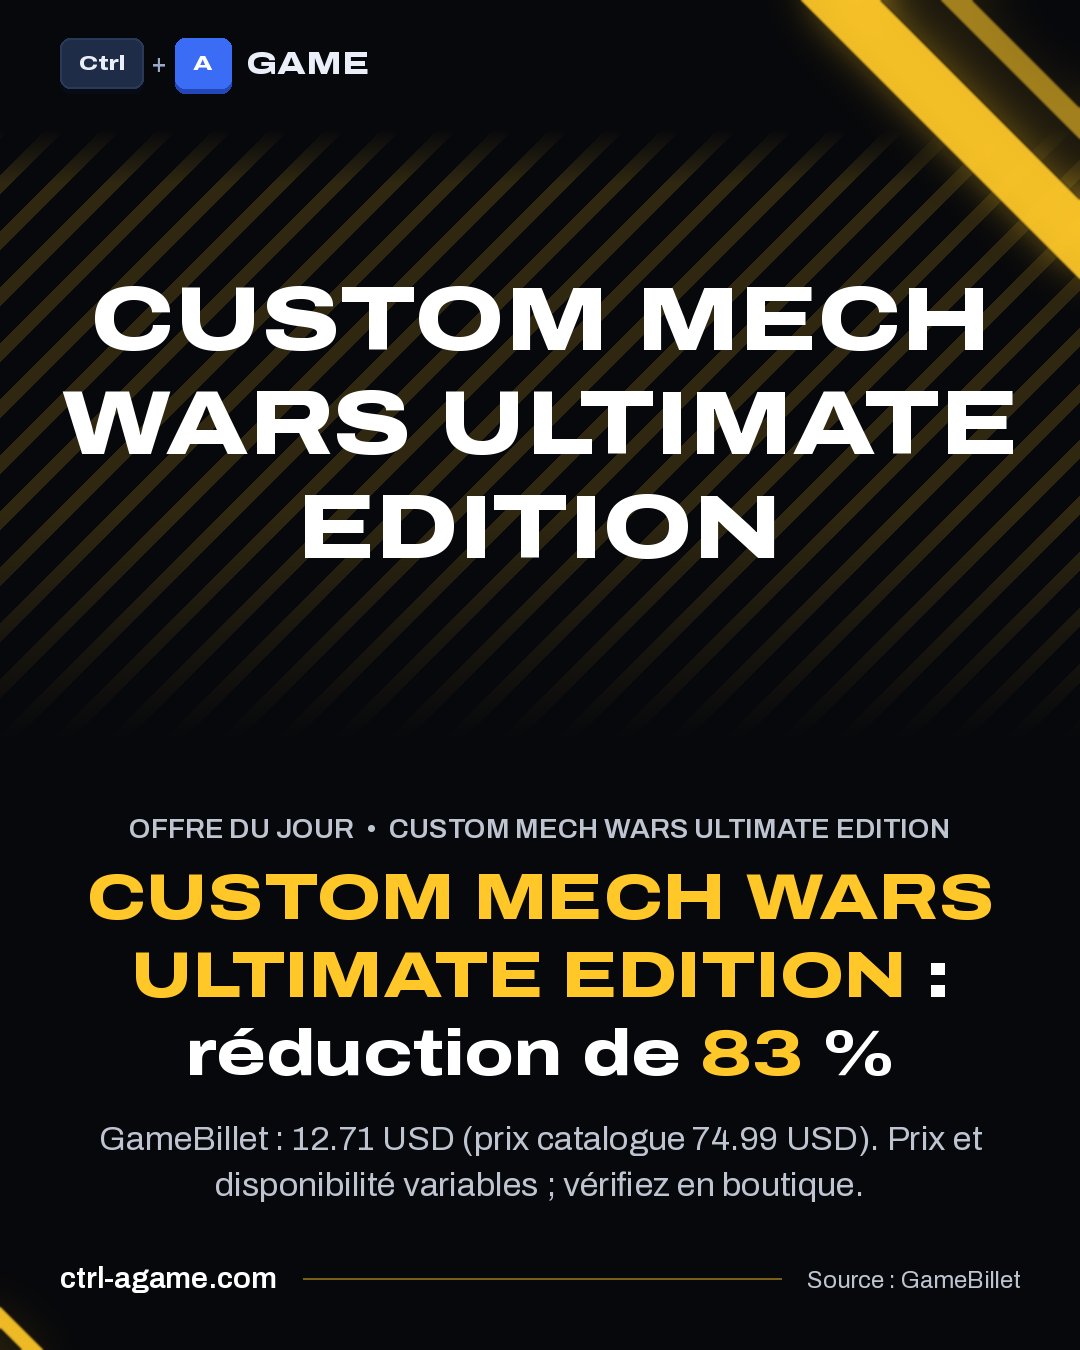 Ctrl + A GAME
CUSTOM MECH
WARS ULTIMATE
EDITION
OFFRE DU JOUR • CUSTOM MECH WARS ULTIMATE EDITION
CUSTOM MECH WARS
ULTIMATE EDITION :
réduction de 83 %
GameBillet : 12.71 USD (prix catalogue 74.99 USD). Prix et
disponibilité variables ; vérifiez en boutique.
ctrl-agame.com
Source : GameBillet